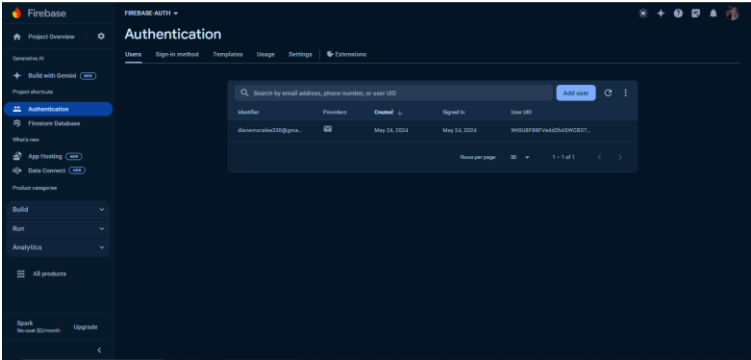 Firebase
Project Overview
Generative AI
Build with Gemini NEW
Project shortcuts
Authentication
Firestore Database
What's new
App Hosting NEW
Data Connect NEW
Product categories
Build
Run
Analytics
All products
Spark
No-cost $0/month
Upgrade
FIREBASE-AUTH
Authentication
Users Sign-in method Templates Usage Settings Extensions
Search by email address, phone number, or user UID
Add user
Identifier Providers Created Signed In User UID
dianemorales330@gma... May 24, 2024 May 24, 2024
Rows per page: 50 1 – 1 of 1